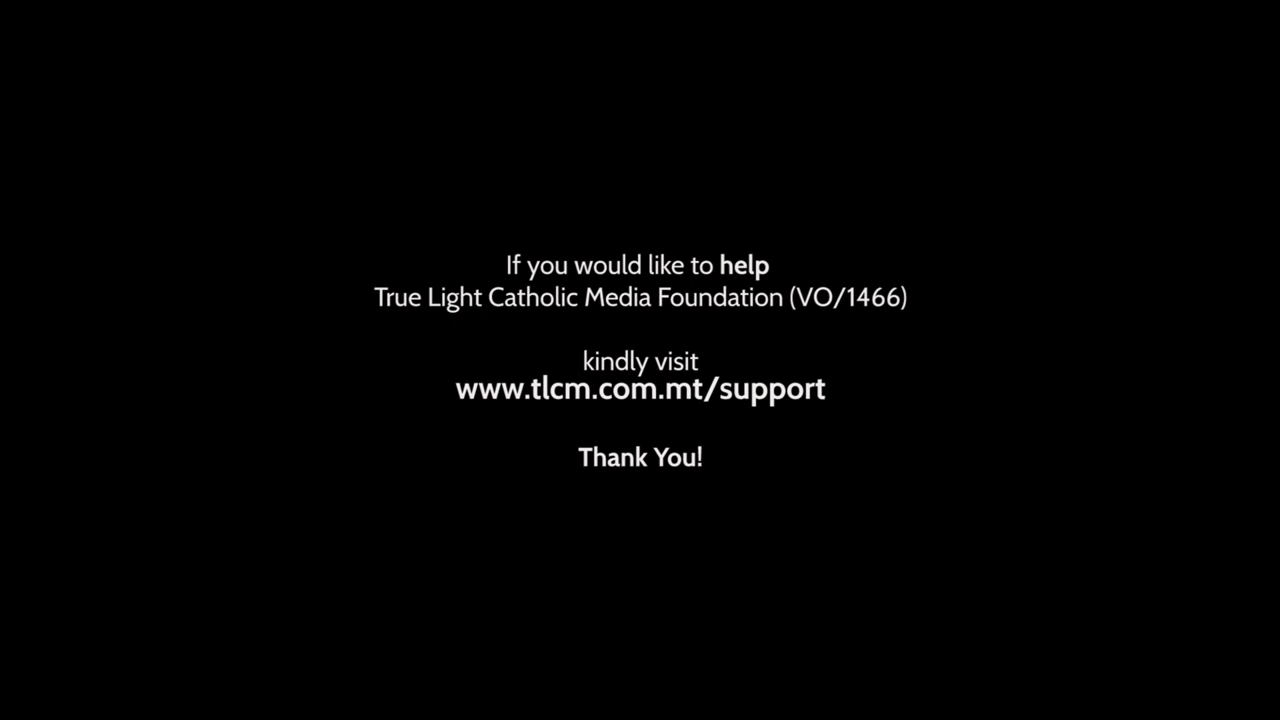 If you would like to help
True Light Catholic Media Foundation (VO/1466)
kindly visit
www.tlcm.com.mt/support
Thank You!